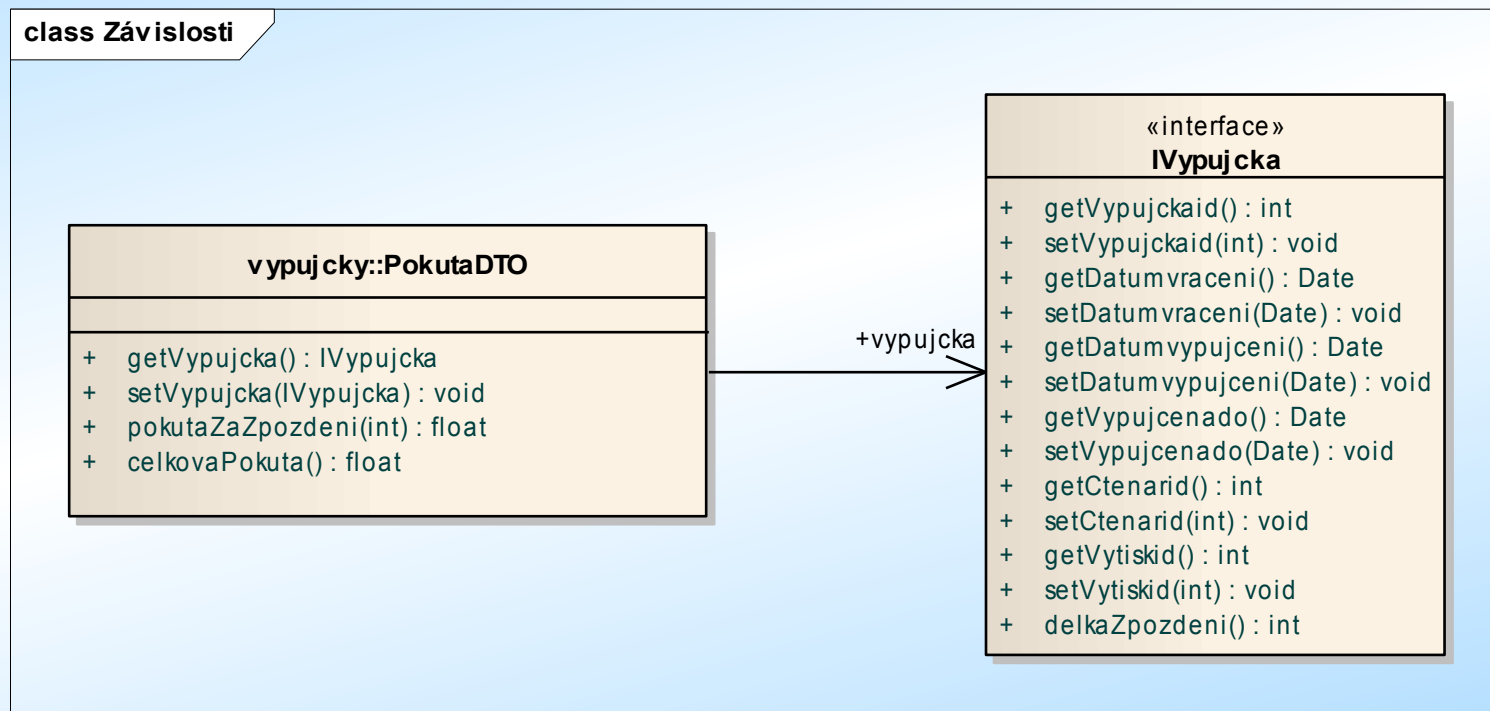 class Závislosti
vypujcky::PokutaDTO
+ getVypujcka() : IVypujcka
+ setVypujcka(IVypujcka) : void
+ pokutaZaZpozdeni(int) : float
+ celkovaPokuta() : float
+vypujcka
«interface»
IVypujcka
+ getVypujckaid() : int
+ setVypujckaid(int) : void
+ getDatumvraceni() : Date
+ setDatumvraceni(Date) : void
+ getDatumvypujceni() : Date
+ setDatumvypujceni(Date) : void
+ getVypujcenado() : Date
+ setVypujcenado(Date) : void
+ getCtenarid() : int
+ setCtenarid(int) : void
+ getVytiskid() : int
+ setVytiskid(int) : void
+ delkaZpozdeni() : int